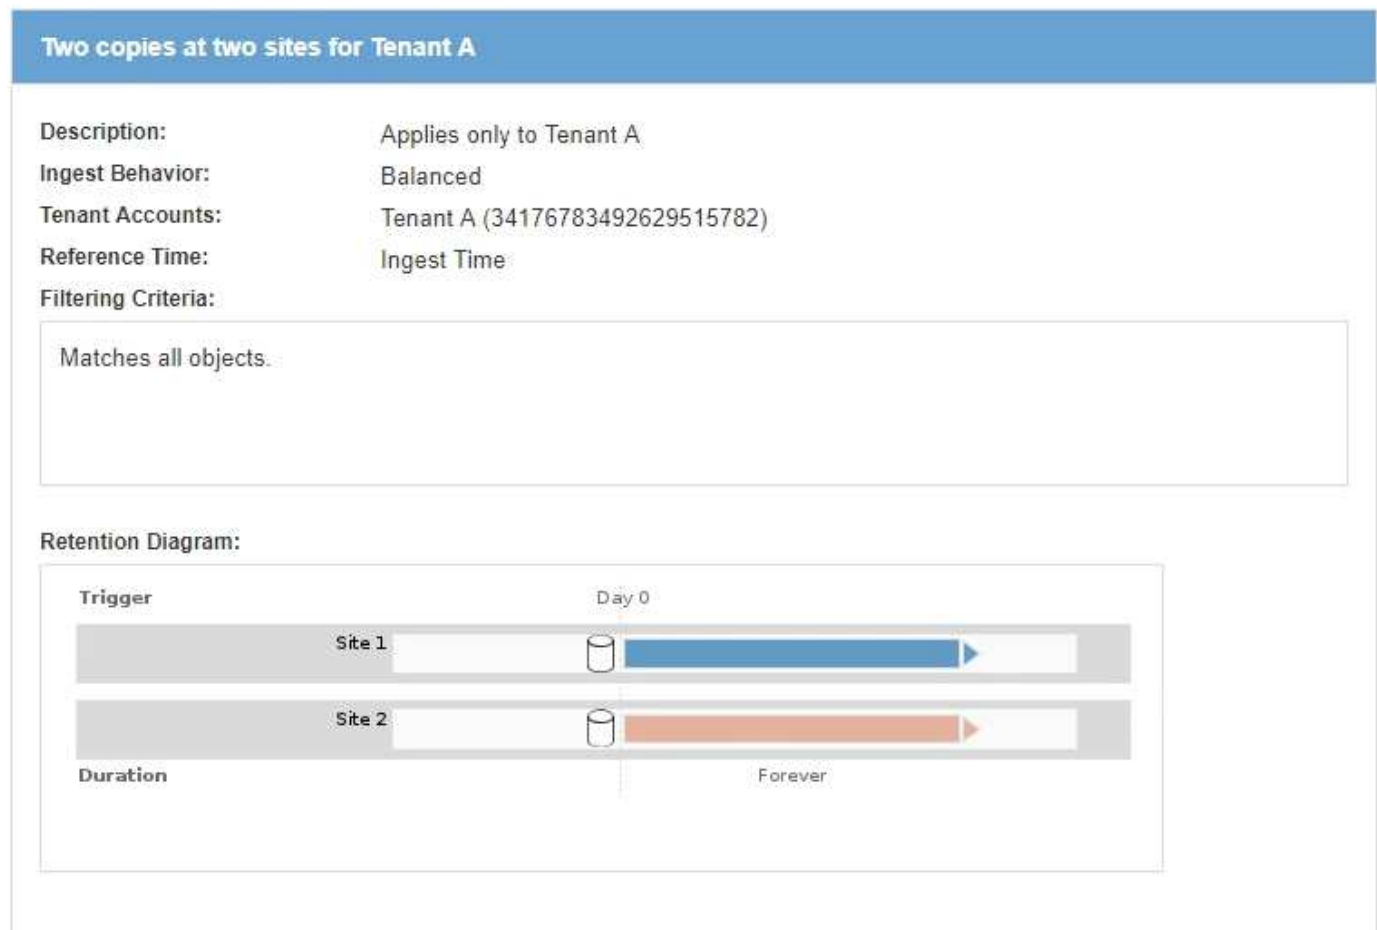 Two copies at two sites for Tenant A
Description: Applies only to Tenant A
Ingest Behavior: Balanced
Tenant Accounts: Tenant A (34176783492629515782)
Reference Time: Ingest Time
Filtering Criteria:
Matches all objects.
Retention Diagram:
Trigger Day 0
Site 1
Site 2
Duration Forever